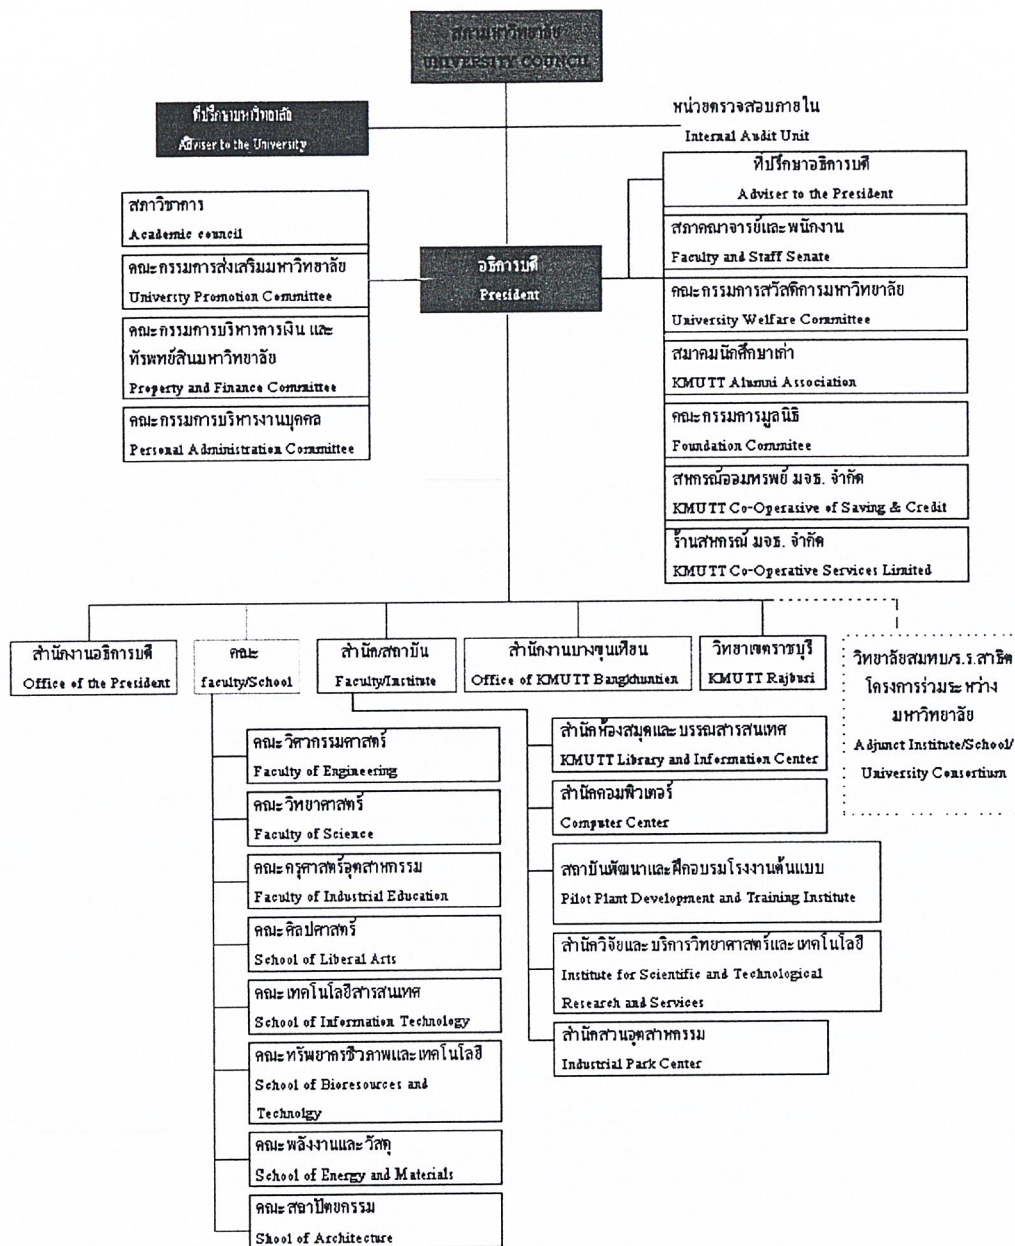 สภามหาวิทยาลัย
UNIVERSITY COUNCIL
ที่ปรึกษามหาวิทยาลัย
Adviser to the University
หน่วยตรวจสอบภายใน
Internal Audit Unit
ที่ปรึกษาอธิการบดี
Adviser to the President
สภาวิชาการ
Academic council
คณะกรรมการส่งเสริมมหาวิทยาลัย
Universty Promotion Committee
คณะกรรมการบริหารการเงิน และ
ทัรพทย์สินมหาวิทยาลัย
Property and Finance Committee
คณะกรรมการบริหารงานบุคคล
Personal Administration Committee
อธิการบดี
President
สภาคณาจารย์และพนักงาน
Faculty and Staff Senate
คณะกรรมการสวัสดิการมหาวิทยาลัย
University Welfare Committee
สมาคมนักศึกษาเก่า
KMUTT Alumni Association
คณะกรรมการมูลนิธิ
Foundation Commitee
สหกรณ์ออมทรัพย์ มจธ. จำกัด
KMUTT Co-Operasive of Saving & Credit
ร้านสหกรณ์ มจธ. จำกัด
KMUTT Co-Operative Services Limited
สำนักงานอธิการบดี
Office of the President
คณะ
faculty/School
สำนัก/สถาบัน
Faculty/Institute
สำนักงานบางขุนเทียน
Office of KMUTT Bangkhuntien
วิทยาเขตราชบุรี
KMUTT Rajburi
วิทยาลัยสมทบ/ร.ร.สาธิต
โครงการร่วมระหว่าง
มหาวิทยาลัย
Adjunct Institute/School/
University Consortium
คณะวิศวกรรมศาสตร์
Faculty of Engineering
คณะวิทยาศาสตร์
Faculty of Science
คณะครุศาสตร์อุตสาหกรรม
Faculty of Industrial Education
คณะศิลปศาสตร์
School of Liberal Arts
คณะเทคโนโลยีสารสนเทศ
School of Information Technology
คณะทรัพยากรชีวภาพและเทคโนโลยี
School of Bioresources and
Technolgy
คณะพลังงานและวัสดุ
School of Energy and Materials
คณะสถาปัตยกรรม
Shool of Architecture
สำนักห้องสมุดและบรรณสารสนเทศ
KMUTT Library and Information Center
สำนักคอมพิวเตอร์
Computer Center
สถาบันพัฒนาและฝึกอบรมโรงงานต้นแบบ
Pilot Plant Development and Training Institute
สำนักวิจัยและบริการวิทยาศาสตร์และเทคโนโลยี
Institute for Scientific and Technological
Research and Services
สำนักสวนอุตสาหกรรม
Industrial Park Center